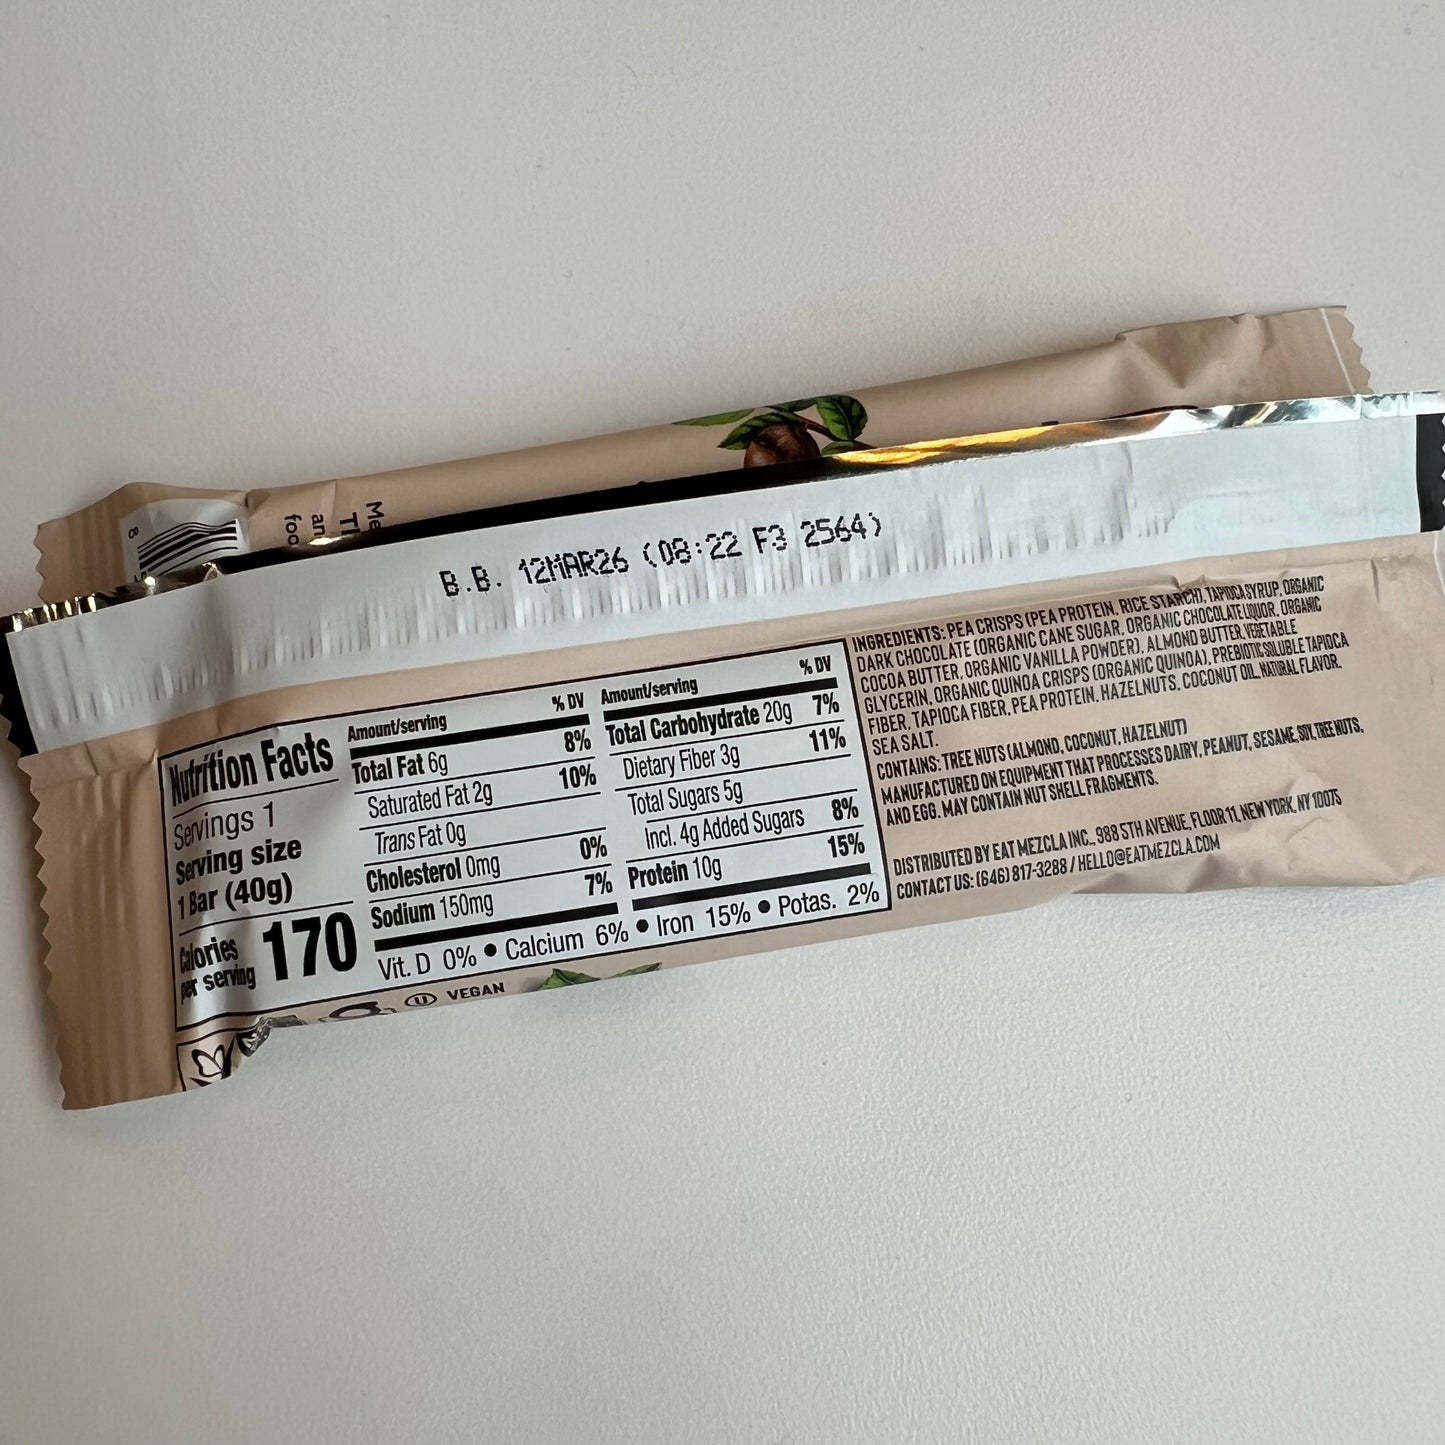 8
Me
Th
an
foo
B.B. 12MAR26 (08:22 F3 2564)
Nutrition Facts
Servings 1
Serving size
1 Bar (40g)
Calories
per serving
170
Amount/serving % DV
Total Fat 6g 8%
Saturated Fat 2g 10%
Trans Fat 0g
Cholesterol 0mg 0%
Sodium 150mg 7%
Amount/serving % DV
Total Carbohydrate 20g 7%
Dietary Fiber 3g 11%
Total Sugars 5g
Incl. 4g Added Sugars 8%
Protein 10g 15%
Vit. D 0% • Calcium 6% • Iron 15% • Potas. 2%
INGREDIENTS: PEA CRISPS (PEA PROTEIN, RICE STARCH), TAPIOCA SYRUP, ORGANIC
DARK CHOCOLATE (ORGANIC CANE SUGAR, ORGANIC CHOCOLATE LIQUOR, ORGANIC
COCOA BUTTER, ORGANIC VANILLA POWDER), ALMOND BUTTER, VEGETABLE
GLYCERIN, ORGANIC QUINOA CRISPS (ORGANIC QUINOA), PREBIOTIC SOLUBLE TAPIOCA
FIBER, TAPIOCA FIBER, PEA PROTEIN, HAZELNUTS, COCONUT OIL, NATURAL FLAVOR,
SEA SALT.
CONTAINS: TREE NUTS (ALMOND, COCONUT, HAZELNUT)
MANUFACTURED ON EQUIPMENT THAT PROCESSES DAIRY, PEANUT, SESAME, SOY, TREE NUTS,
AND EGG. MAY CONTAIN NUT SHELL FRAGMENTS.
DISTRIBUTED BY EAT MEZCLA INC., 988 5TH AVENUE, FLOOR 11, NEW YORK, NY 10075
CONTACT US: (646) 817-3288 / HELLO@EATMEZCLA.COM
U VEGAN